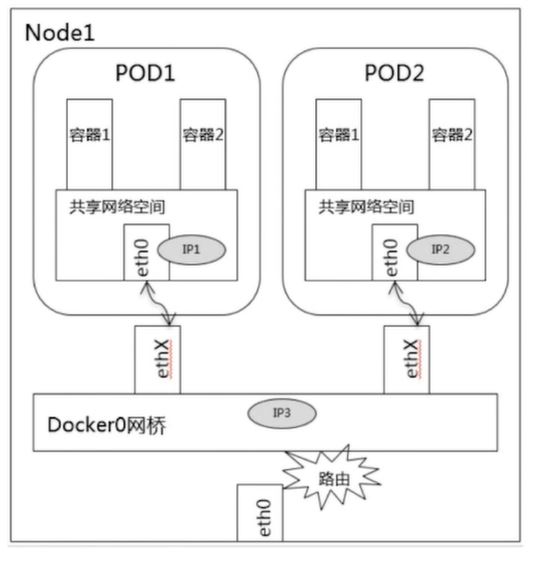 Node1
POD1
POD2
容器1
容器2
容器1
容器2
共享网络空间
共享网络空间
eth0
IP1
eth0
IP2
ethX
ethX
IP3
Docker0网桥
路由
eth0